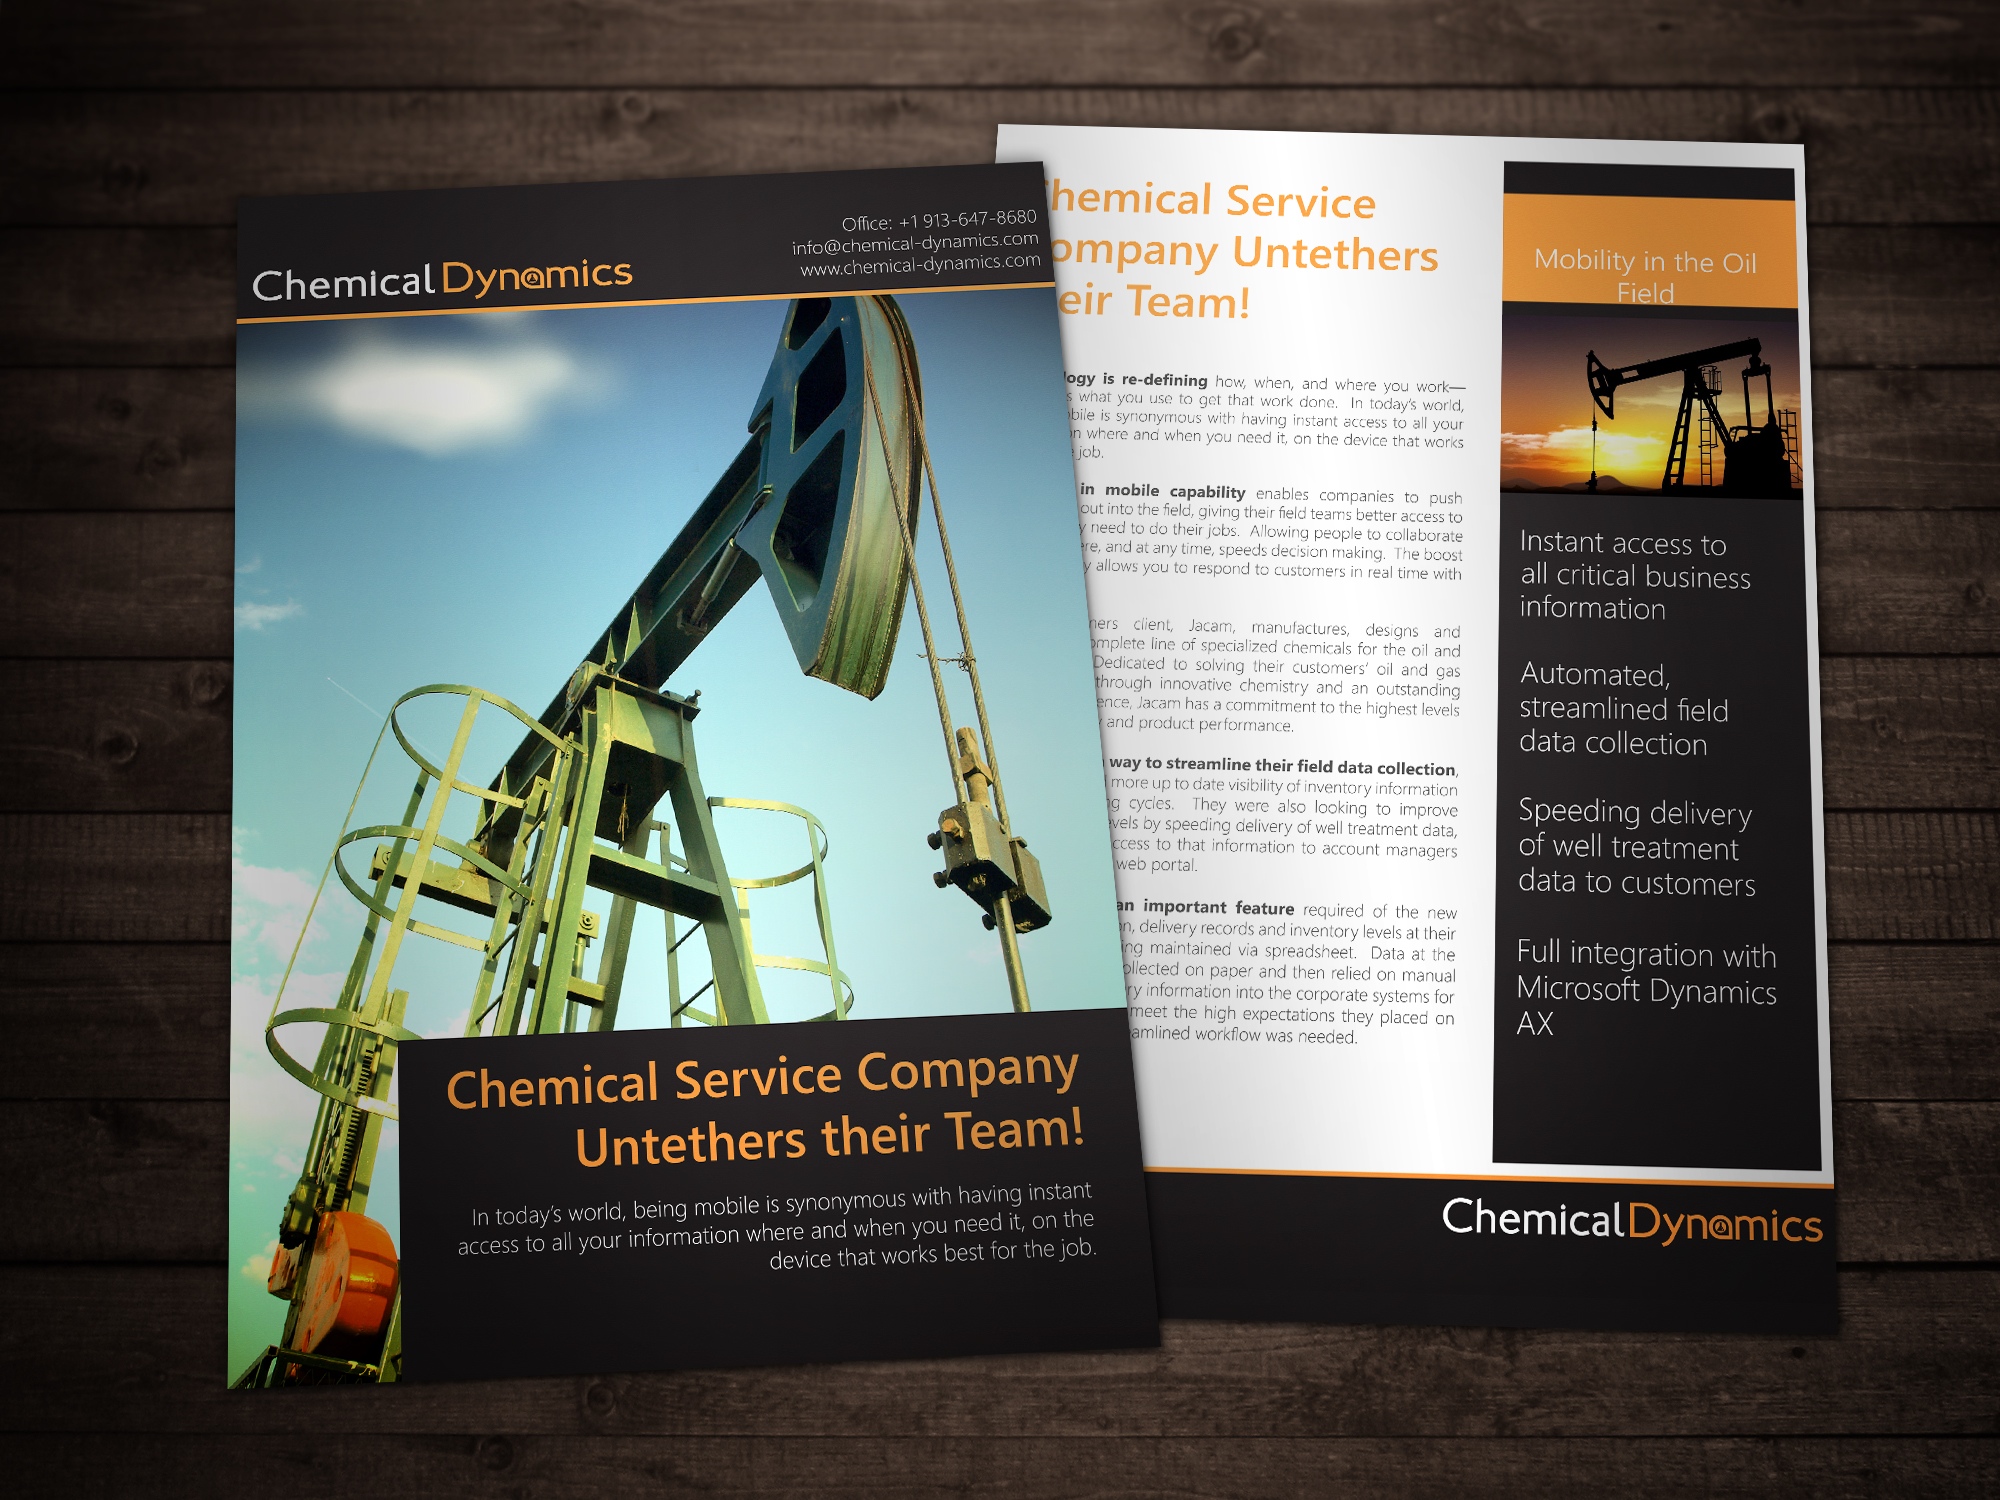 ChemicalDynamics
Office: +1 913-647-8680
info@chemical-dynamics.com
www.chemical-dynamics.com
Chemical Service Company
Untethers their Team!
In today's world, being mobile is synonymous with having instant
access to all your information where and when you need it, on the
device that works best for the job.
hemical Service
ompany Untethers
eir Team!
logy is re-defining how, when, and where you work—
s what you use to get that work done. In today's world,
bile is synonymous with having instant access to all your
on where and when you need it, on the device that works
e job.
in mobile capability enables companies to push
out into the field, giving their field teams better access to
y need to do their jobs. Allowing people to collaborate
ere, and at any time, speeds decision making. The boost
y allows you to respond to customers in real time with
ners client, Jacam, manufactures, designs and
omplete line of specialized chemicals for the oil and
Dedicated to solving their customers' oil and gas
through innovative chemistry and an outstanding
ence, Jacam has a commitment to the highest levels
y and product performance.
way to streamline their field data collection,
more up to date visibility of inventory information
ng cycles. They were also looking to improve
evels by speeding delivery of well treatment data,
ccess to that information to account managers
web portal.
an important feature required of the new
n, delivery records and inventory levels at their
ing maintained via spreadsheet. Data at the
ollected on paper and then relied on manual
ry information into the corporate systems for
meet the high expectations they placed on
eamlined workflow was needed.
Mobility in the Oil
Field
Instant access to
all critical business
information
Automated,
streamlined field
data collection
Speeding delivery
of well treatment
data to customers
Full integration with
Microsoft Dynamics
AX
ChemicalDynamics